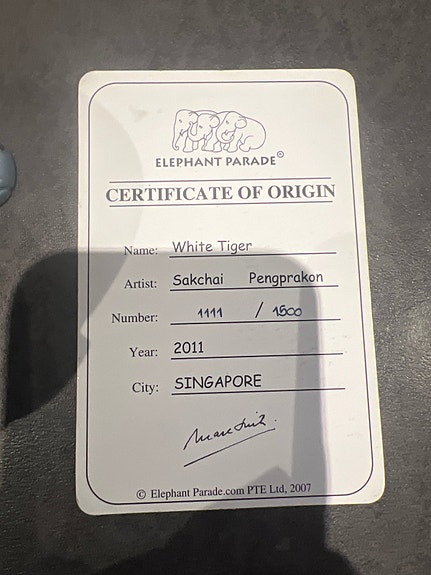 ELEPHANT PARADE®
CERTIFICATE OF ORIGIN
Name: White Tiger
Artist: Sakchai Pengprakon
Number: 1111 / 1500
Year: 2011
City: SINGAPORE
© Elephant Parade.com PTE Ltd, 2007